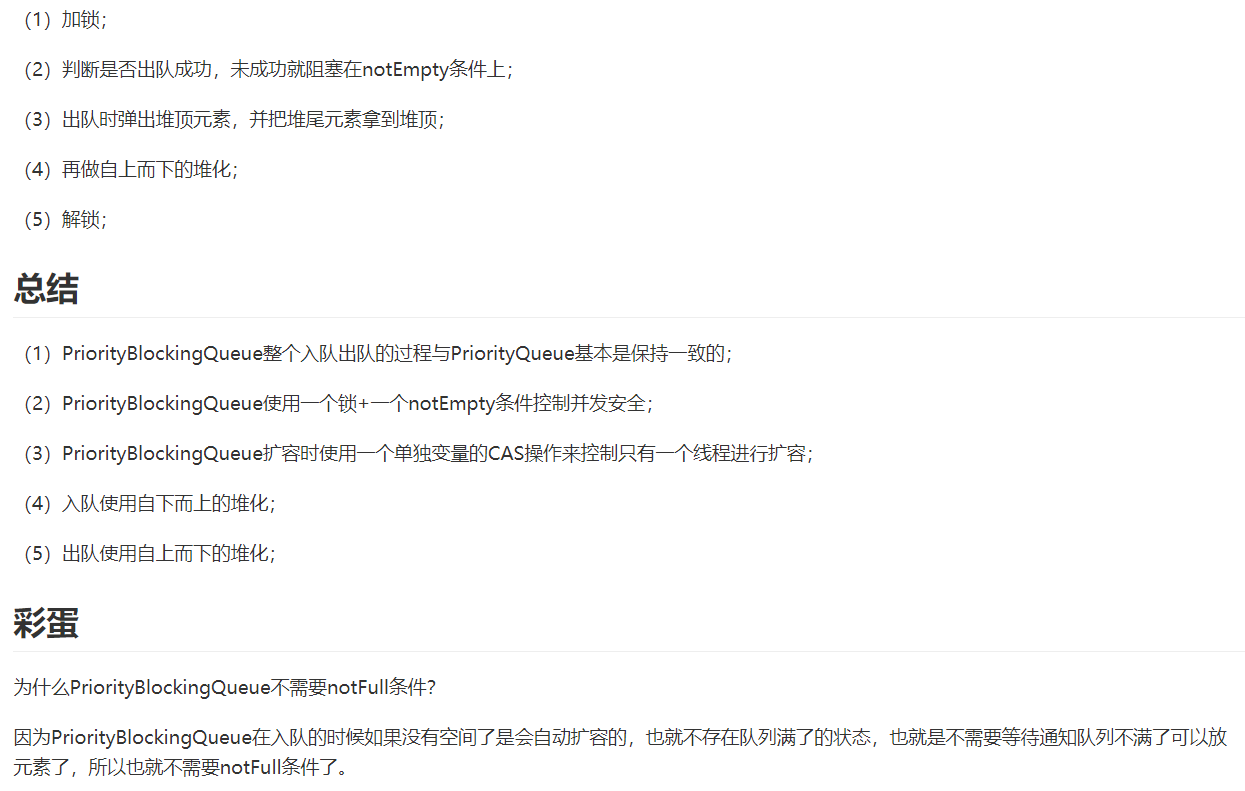 （1）加锁；
（2）判断是否出队成功，未成功就阻塞在notEmpty条件上；
（3）出队时弹出堆顶元素，并把堆尾元素拿到堆顶；
（4）再做自上而下的堆化；
（5）解锁；
总结
（1）PriorityBlockingQueue整个入队出队的过程与PriorityQueue基本是保持一致的；
（2）PriorityBlockingQueue使用一个锁+一个notEmpty条件控制并发安全；
（3）PriorityBlockingQueue扩容时使用一个单独变量的CAS操作来控制只有一个线程进行扩容；
（4）入队使用自下而上的堆化；
（5）出队使用自上而下的堆化；
彩蛋
为什么PriorityBlockingQueue不需要notFull条件？
因为PriorityBlockingQueue在入队的时候如果没有空间了是会自动扩容的，也就不存在队列满了的状态，也就是不需要等待通知队列不满了可以放
元素了，所以也就不需要notFull条件了。